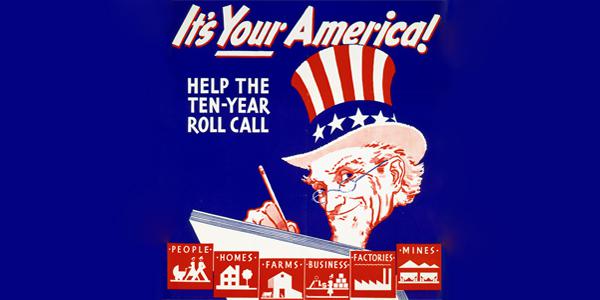 It's Your America!
HELP THE
TEN-YEAR
ROLL CALL
·PEOPLE·
·HOMES·
·FARMS·
·BUSINESS·
·FACTORIES·
·MINES·